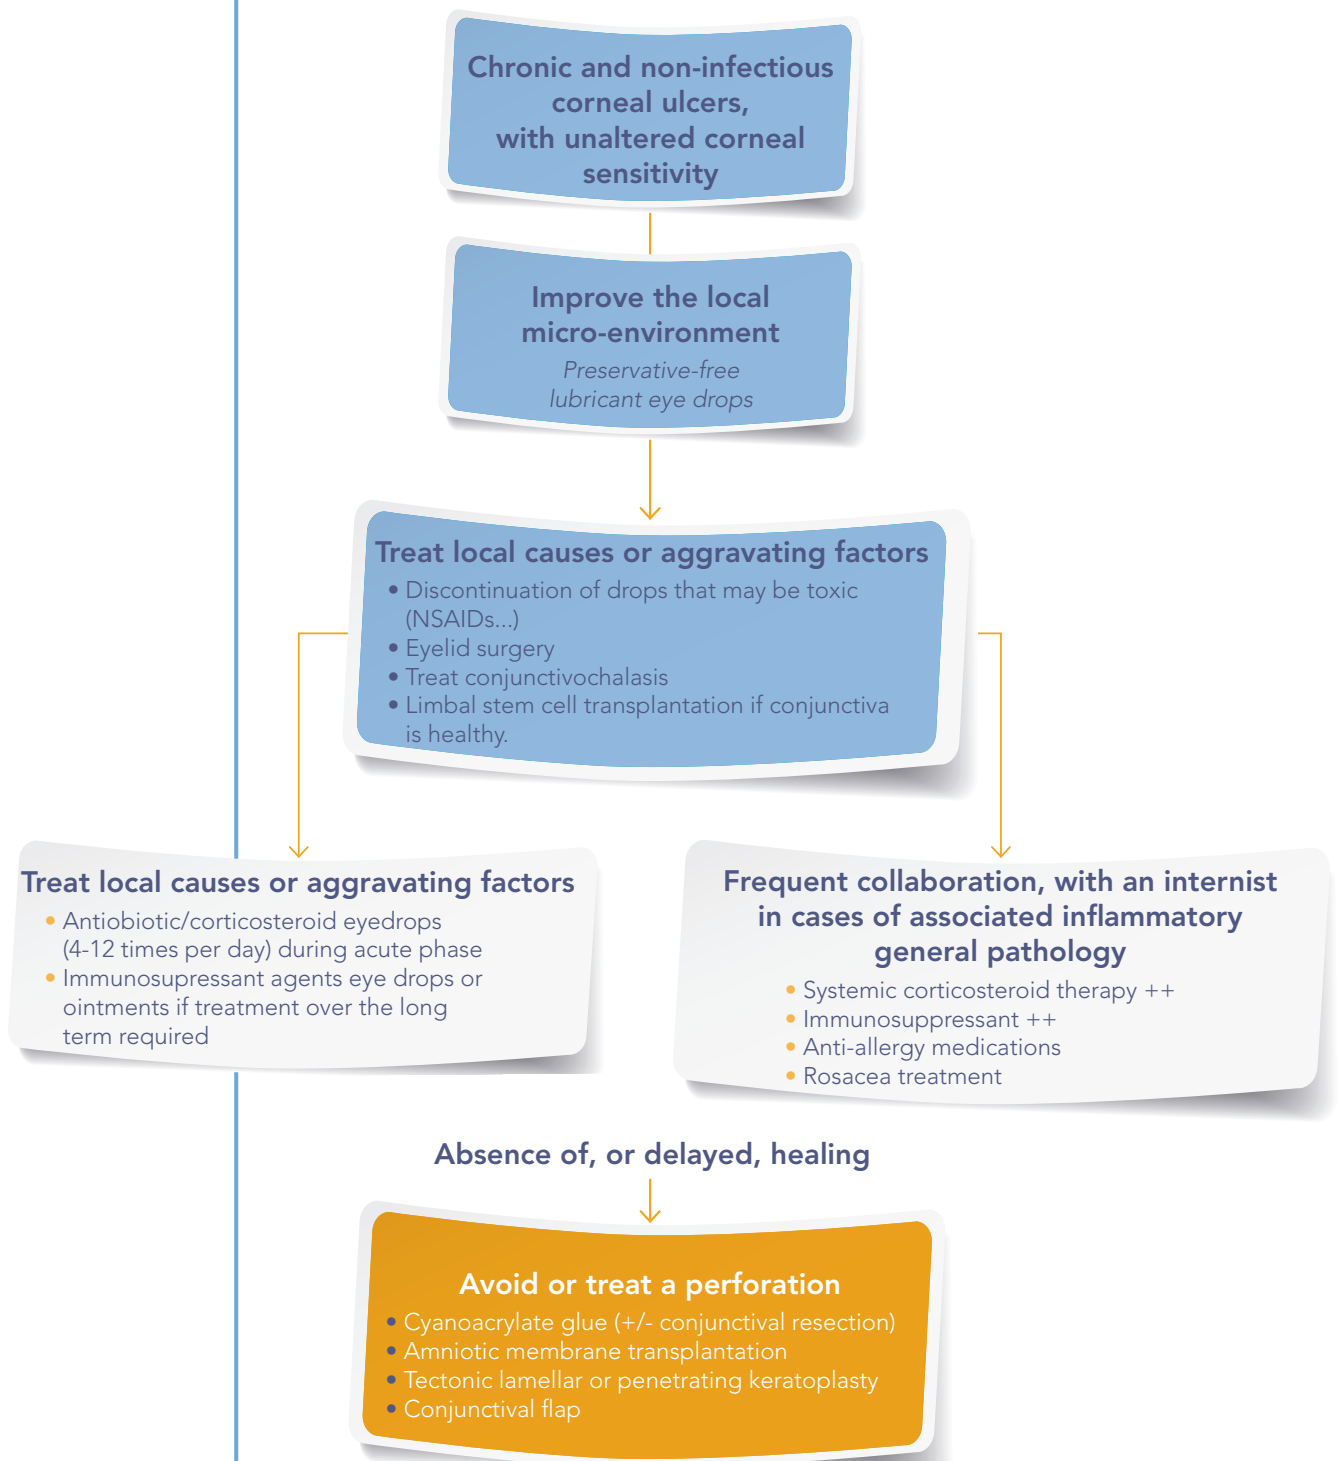 Chronic and non-infectious
corneal ulcers,
with unaltered corneal
sensitivity
Improve the local
micro-environment
Preservative-free
lubricant eye drops
Treat local causes or aggravating factors
• Discontinuation of drops that may be toxic
(NSAIDs...)
• Eyelid surgery
• Treat conjunctivochalasis
• Limbal stem cell transplantation if conjunctiva
is healthy.
Treat local causes or aggravating factors
• Antiobiotic/corticosteroid eyedrops
(4-12 times per day) during acute phase
• Immunosupressant agents eye drops or
ointments if treatment over the long
term required
Frequent collaboration, with an internist
in cases of associated inflammatory
general pathology
• Systemic corticosteroid therapy ++
• Immunosuppressant ++
• Anti-allergy medications
• Rosacea treatment
Absence of, or delayed, healing
Avoid or treat a perforation
• Cyanoacrylate glue (+/- conjunctival resection)
• Amniotic membrane transplantation
• Tectonic lamellar or penetrating keratoplasty
• Conjunctival flap